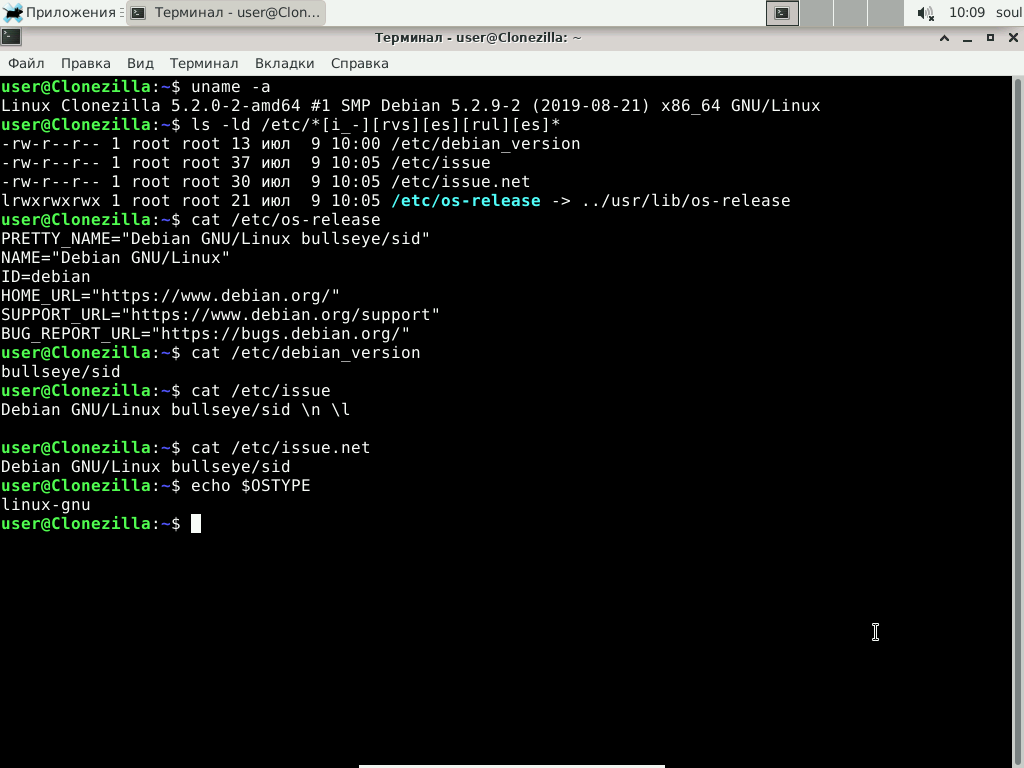 Приложения Терминал - user@Clon... 10:09 soul
Терминал - user@Clonezilla: ~
Файл Правка Вид Терминал Вкладки Справка
user@Clonezilla:~$ uname -a
Linux Clonezilla 5.2.0-2-amd64 #1 SMP Debian 5.2.9-2 (2019-08-21) x86_64 GNU/Linux
user@Clonezilla:~$ ls -ld /etc/*[i_-][rvs][es][rul][es]*
-rw-r--r-- 1 root root 13 июл  9 10:00 /etc/debian_version
-rw-r--r-- 1 root root 37 июл  9 10:05 /etc/issue
-rw-r--r-- 1 root root 30 июл  9 10:05 /etc/issue.net
lrwxrwxrwx 1 root root 21 июл  9 10:05 /etc/os-release -> ../usr/lib/os-release
user@Clonezilla:~$ cat /etc/os-release
PRETTY_NAME="Debian GNU/Linux bullseye/sid"
NAME="Debian GNU/Linux"
ID=debian
HOME_URL="https://www.debian.org/"
SUPPORT_URL="https://www.debian.org/support"
BUG_REPORT_URL="https://bugs.debian.org/"
user@Clonezilla:~$ cat /etc/debian_version
bullseye/sid
user@Clonezilla:~$ cat /etc/issue
Debian GNU/Linux bullseye/sid \n \l

user@Clonezilla:~$ cat /etc/issue.net
Debian GNU/Linux bullseye/sid
user@Clonezilla:~$ echo $OSTYPE
linux-gnu
user@Clonezilla:~$